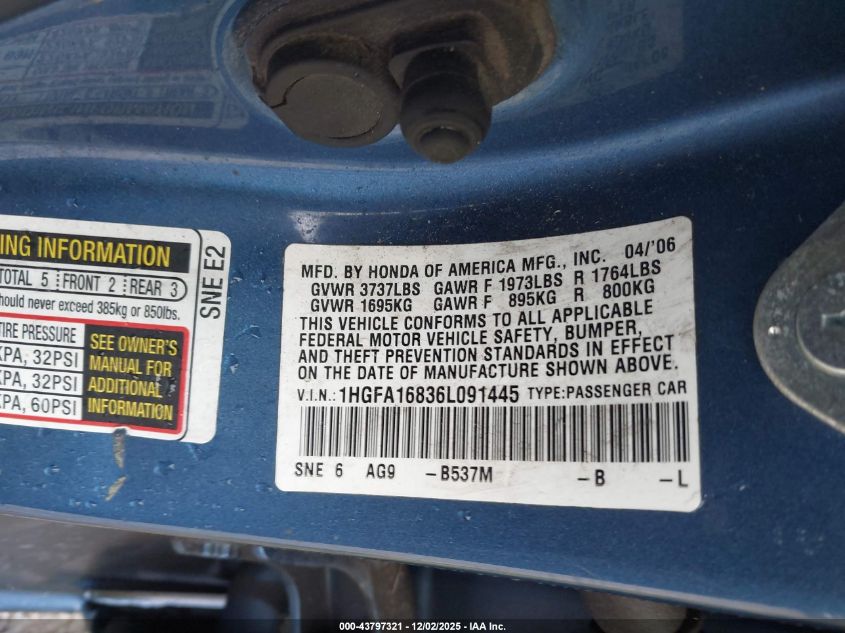 NG INFORMATION
TOTAL 5 FRONT 2 REAR 3
should never exceed 385kg or 850lbs.
TIRE PRESSURE
KPA, 32PSI
KPA, 32PSI
KPA, 60PSI
SEE OWNER'S
MANUAL FOR
ADDITIONAL
INFORMATION
SNE E2
MFD. BY HONDA OF AMERICA MFG., INC. 04/'06
GVWR 3737LBS GAWR F 1973LBS R 1764LBS
GVWR 1695KG GAWR F 895KG R 800KG
THIS VEHICLE CONFORMS TO ALL APPLICABLE
FEDERAL MOTOR VEHICLE SAFETY, BUMPER,
AND THEFT PREVENTION STANDARDS IN EFFECT
ON THE DATE OF MANUFACTURE SHOWN ABOVE.
V.I.N.: 1HGFA16836L091445 TYPE:PASSENGER CAR
SNE 6 AG9 -B537M -B -L
000-43797321 | 12/02/2025 - IAA Inc.